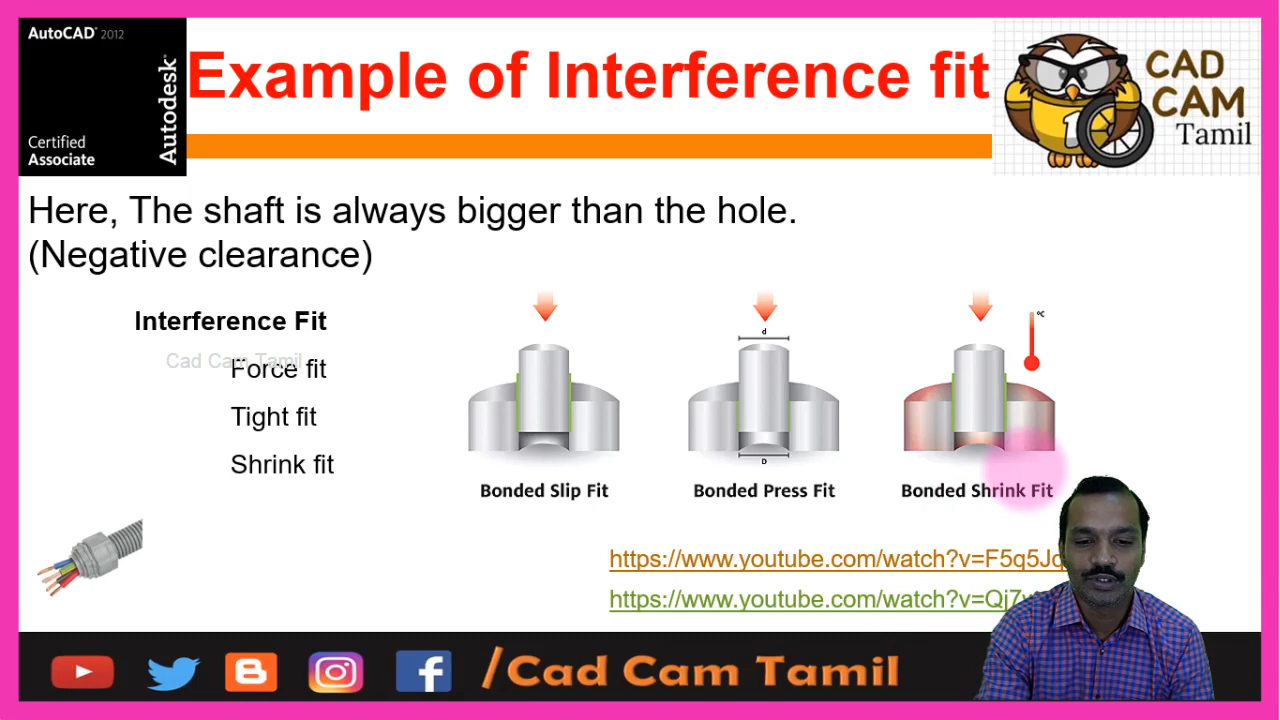 AutoCAD® 2012
Autodesk®
Certified
Associate
Example of Interference fit
CAD
CAM
Tamil
1
Here, The shaft is always bigger than the hole.
(Negative clearance)
Interference Fit
Cad Cam Tamil
Force fit
Tight fit
Shrink fit
d
D
°C
Bonded Slip Fit
Bonded Press Fit
Bonded Shrink Fit
https://www.youtube.com/watch?v=F5q5Jq
https://www.youtube.com/watch?v=Qj7
/Cad Cam Tamil